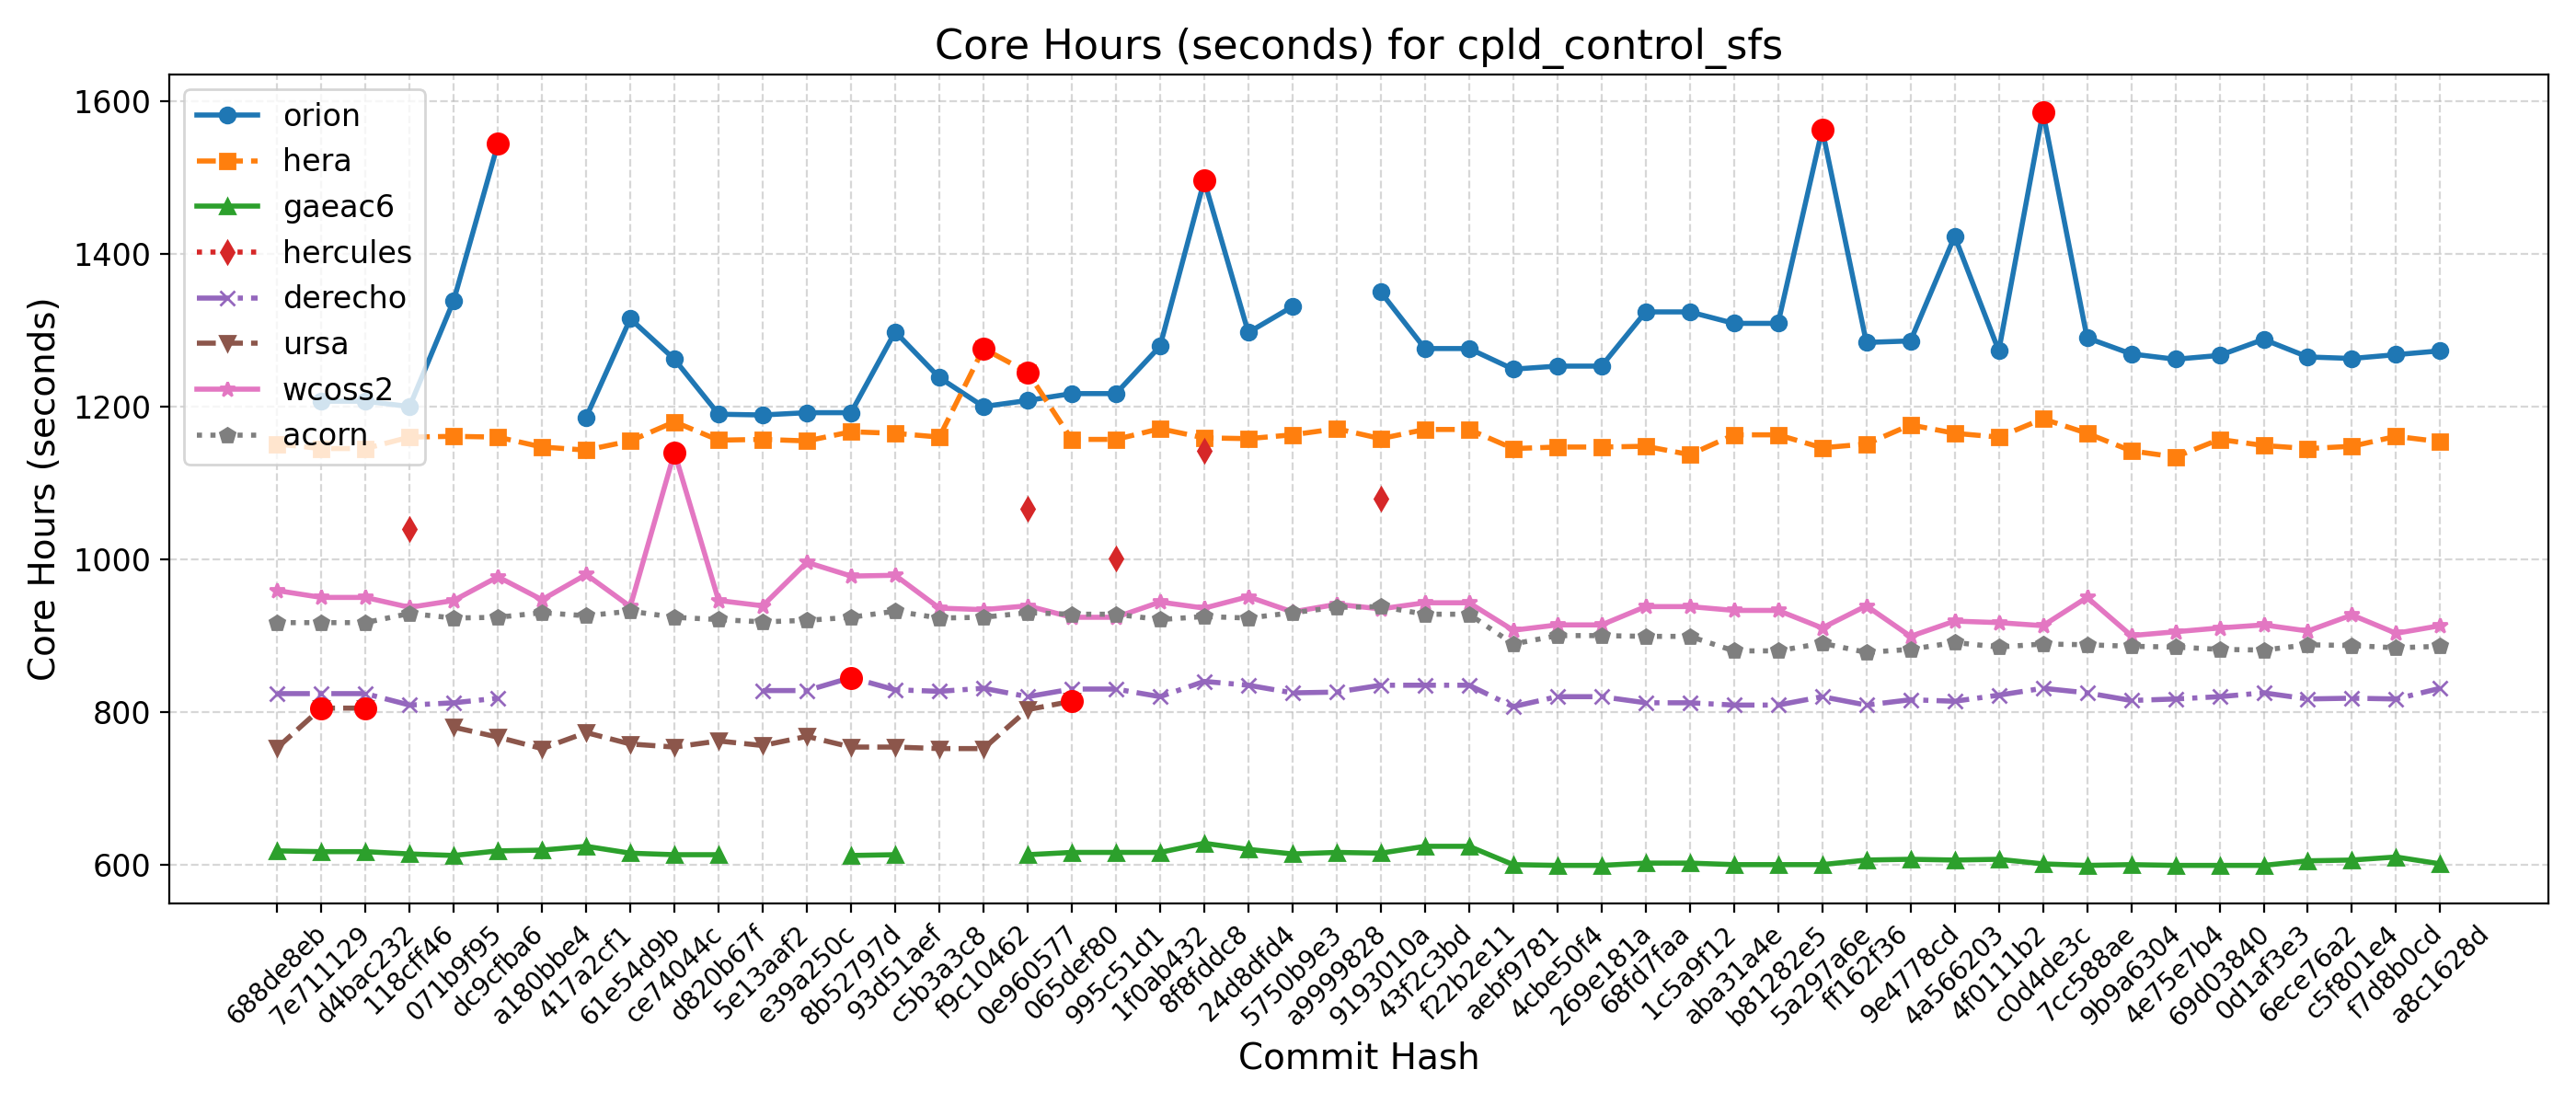 Core Hours (seconds) for cpld_control_sfs
Core Hours (seconds)
1600
1400
1200
1000
800
600
orion
hera
gaeac6
hercules
derecho
ursa
wcoss2
acorn
688de8eb
7e711129
d4bac232
118cff46
071b9f95
dc9cfba6
a180bbe4
417a2cf1
61e54d9b
ce74044c
d820b67f
5e13aaf2
e39a250c
8b52797d
93d51aef
c5b3a3c8
f9c10462
0e960577
065def80
995c51d1
1f0ab432
8f8fddc8
24d8dfd4
5750b9e3
a9999828
9193010a
43f2c3bd
f22b2e11
aebf9781
4cbe50f4
269e181a
68fd7faa
1c5a9f12
aba31a4e
b81282e5
5a297a6e
ff162f36
9e4778cd
4a566203
4f0111b2
c0d4de3c
7cc588ae
9b9a6304
4e75e7b4
69d03840
0d1af3e3
6ece76a2
c5f801e4
f7d8b0cd
a8c1628d
Commit Hash